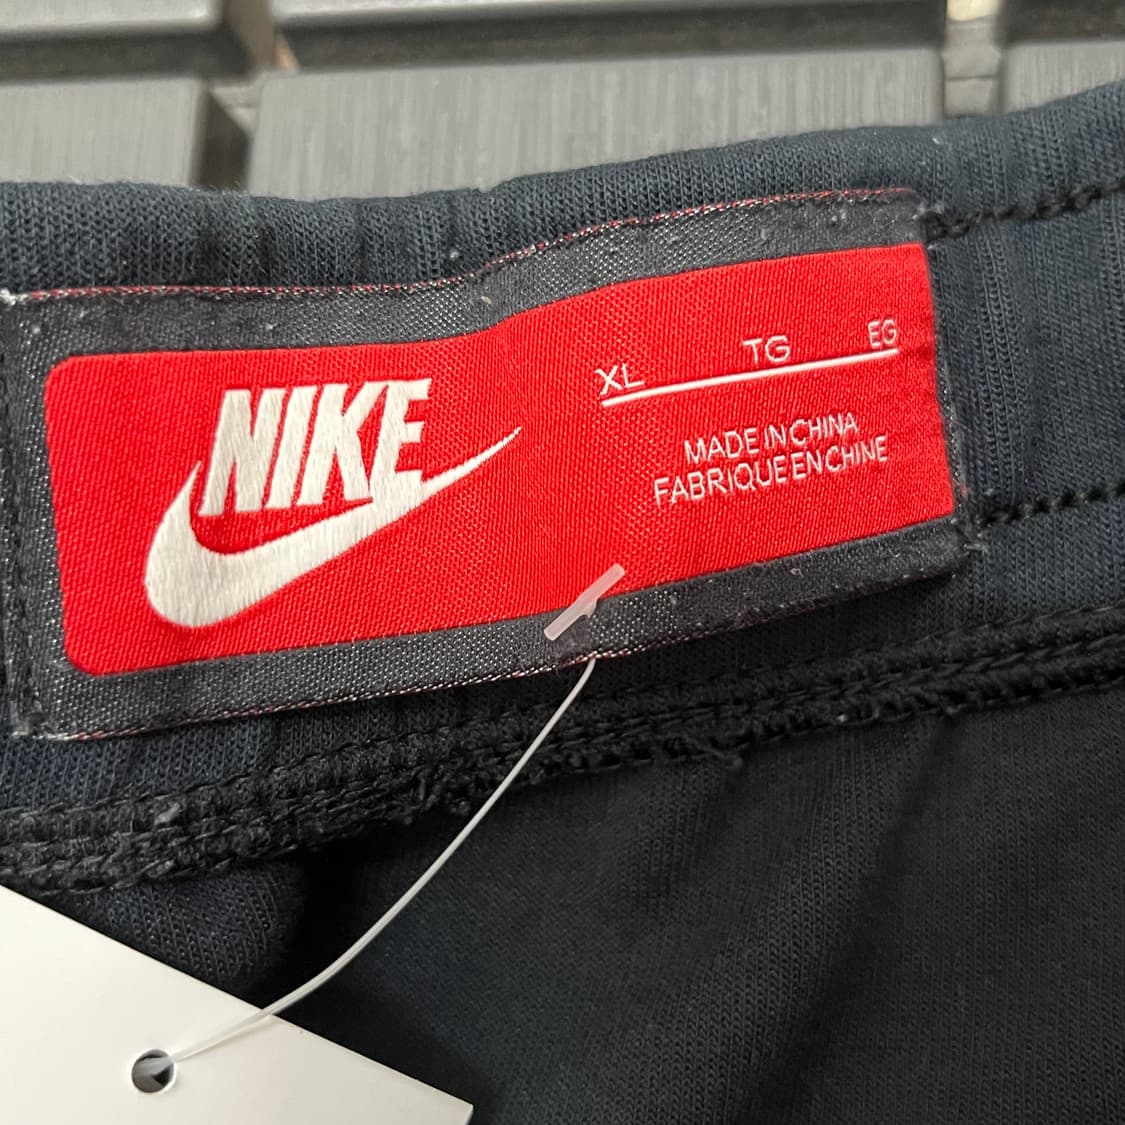 NIKE
XL TG EG
MADE IN CHINA
FABRIQUE EN CHINE